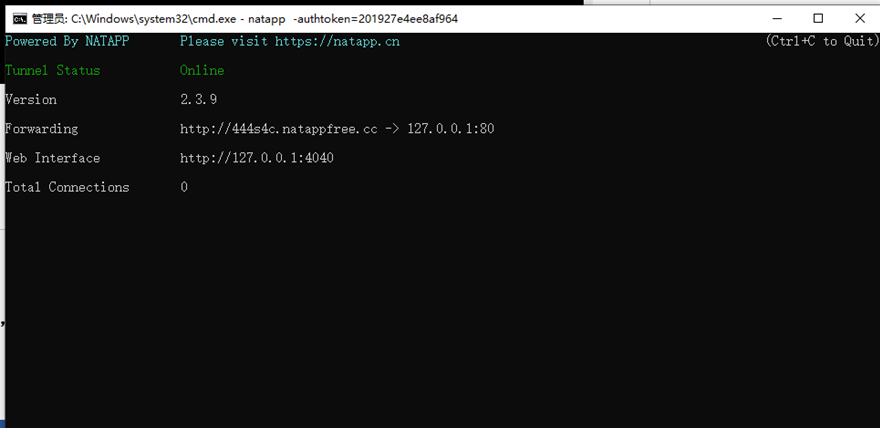 管理员: C:\Windows\system32\cmd.exe - natapp  -authtoken=201927e4ee8af964
Powered By NATAPP Please visit https://natapp.cn (Ctrl+C to Quit)
Tunnel Status Online
Version 2.3.9
Forwarding http://444s4c.natappfree.cc -> 127.0.0.1:80
Web Interface http://127.0.0.1:4040
Total Connections 0